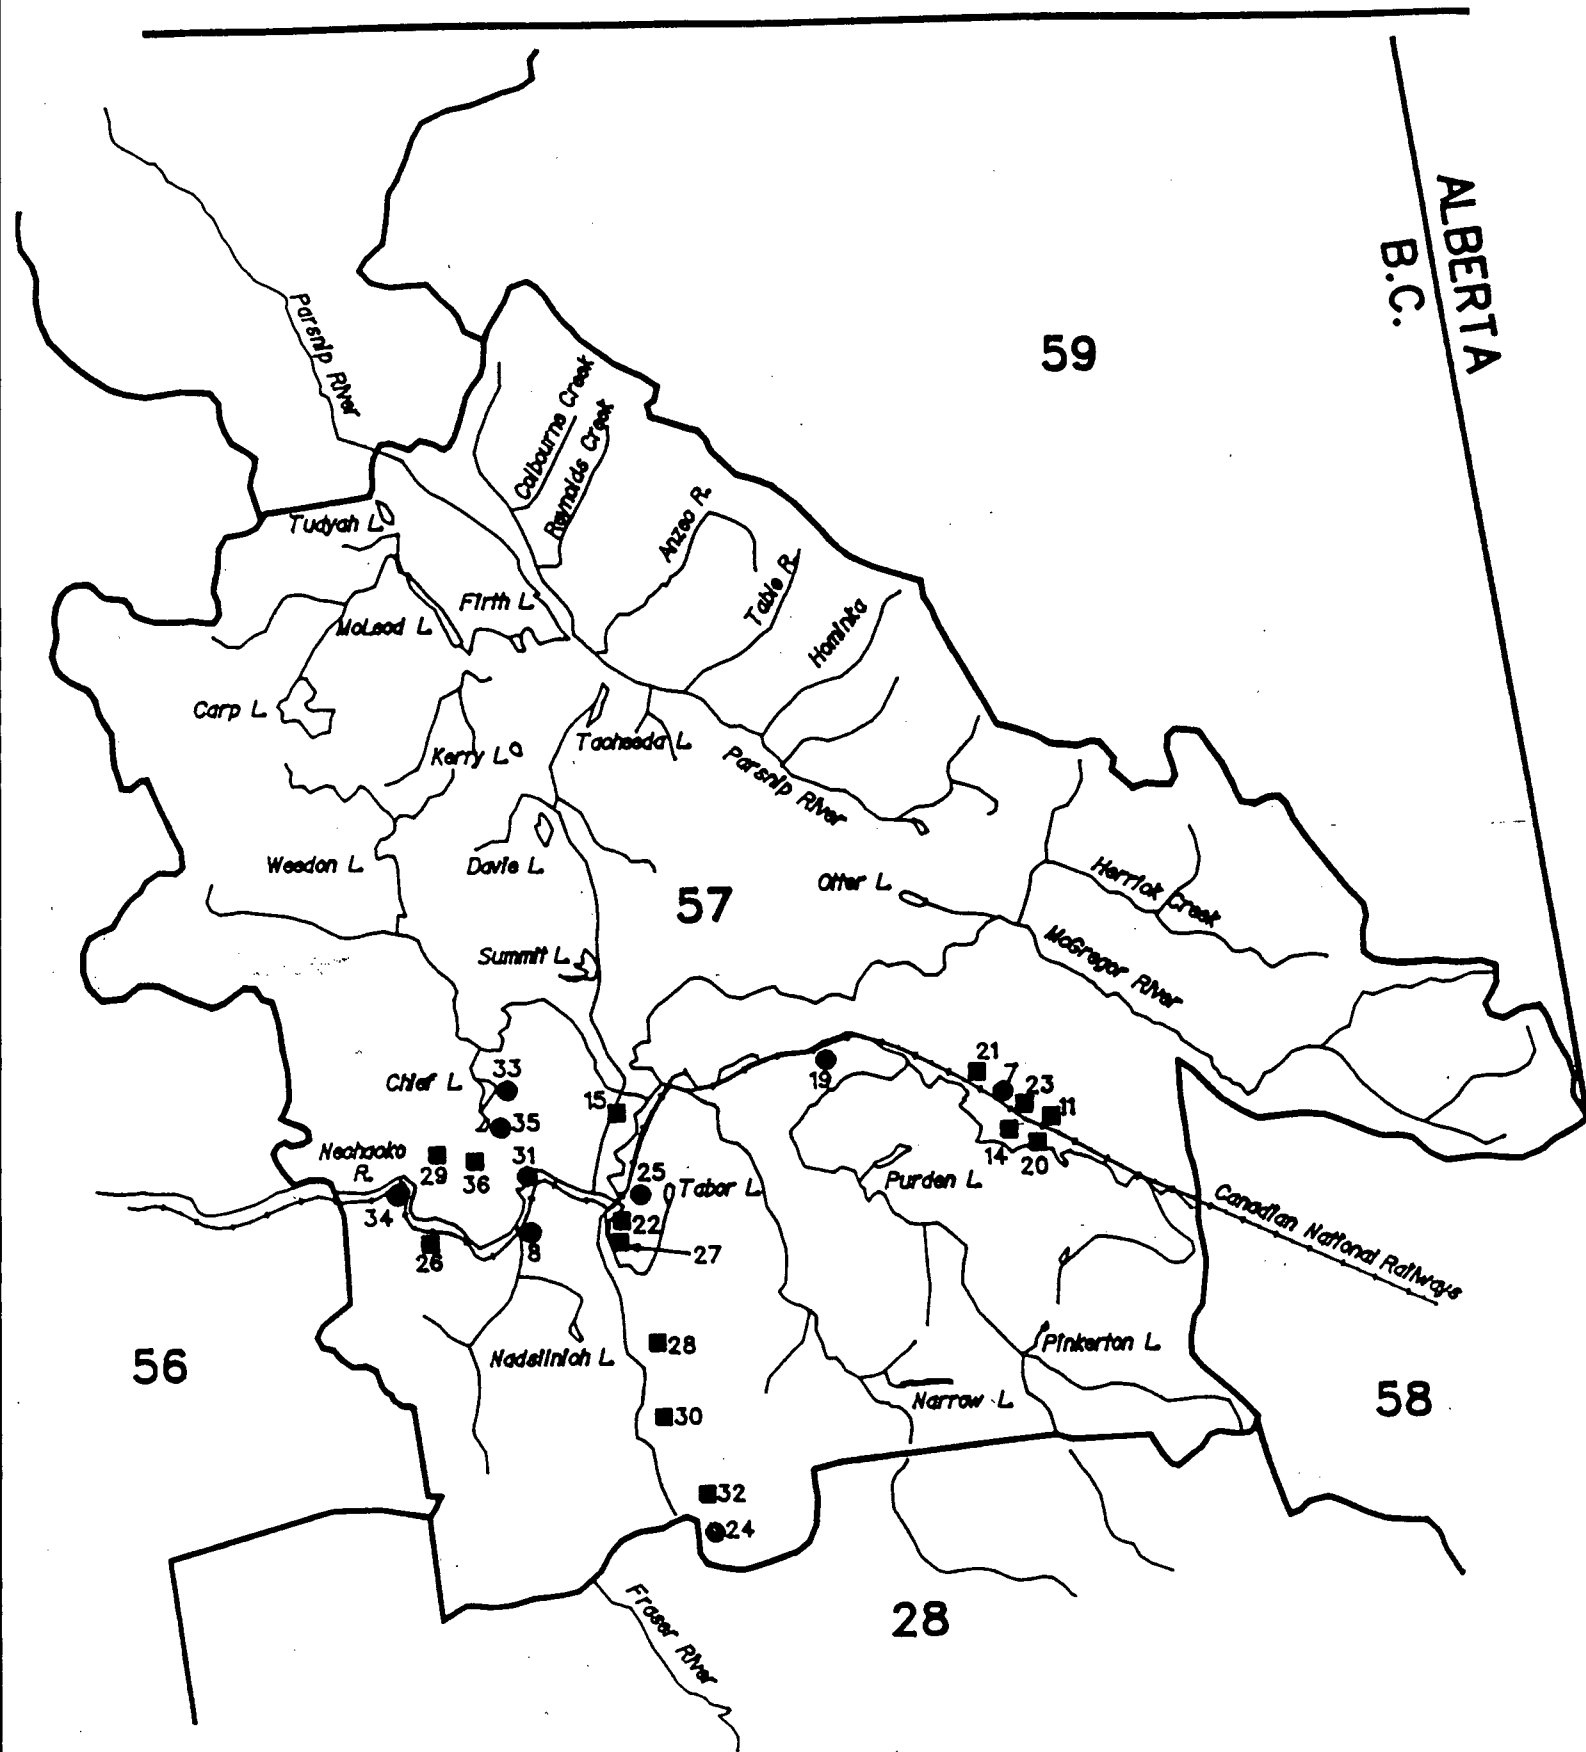 ALBERTA
B.C.
59
Parsnip River
Colbourne Creek
Reynolds Creek
Anzac R.
Tudyah L.
Table R.
Firth L.
McLeod L.
Hominka
Carp L.
Kerry L.
Tacheeda L.
Parsnip River
Weedon L.
Davie L.
57
Otter L.
Herrick Creek
McGregor River
Summit L.
Chief L.
33
15
19
21
7
23
11
35
14
20
Nechacko
R.
29
36
31
25
Tabor L.
Purden L.
34
22
26
8
27
Canadian National Railways
56
Nadsilnich L.
28
Pinkerton L.
58
30
Narrow L.
32
24
28
Fraser River